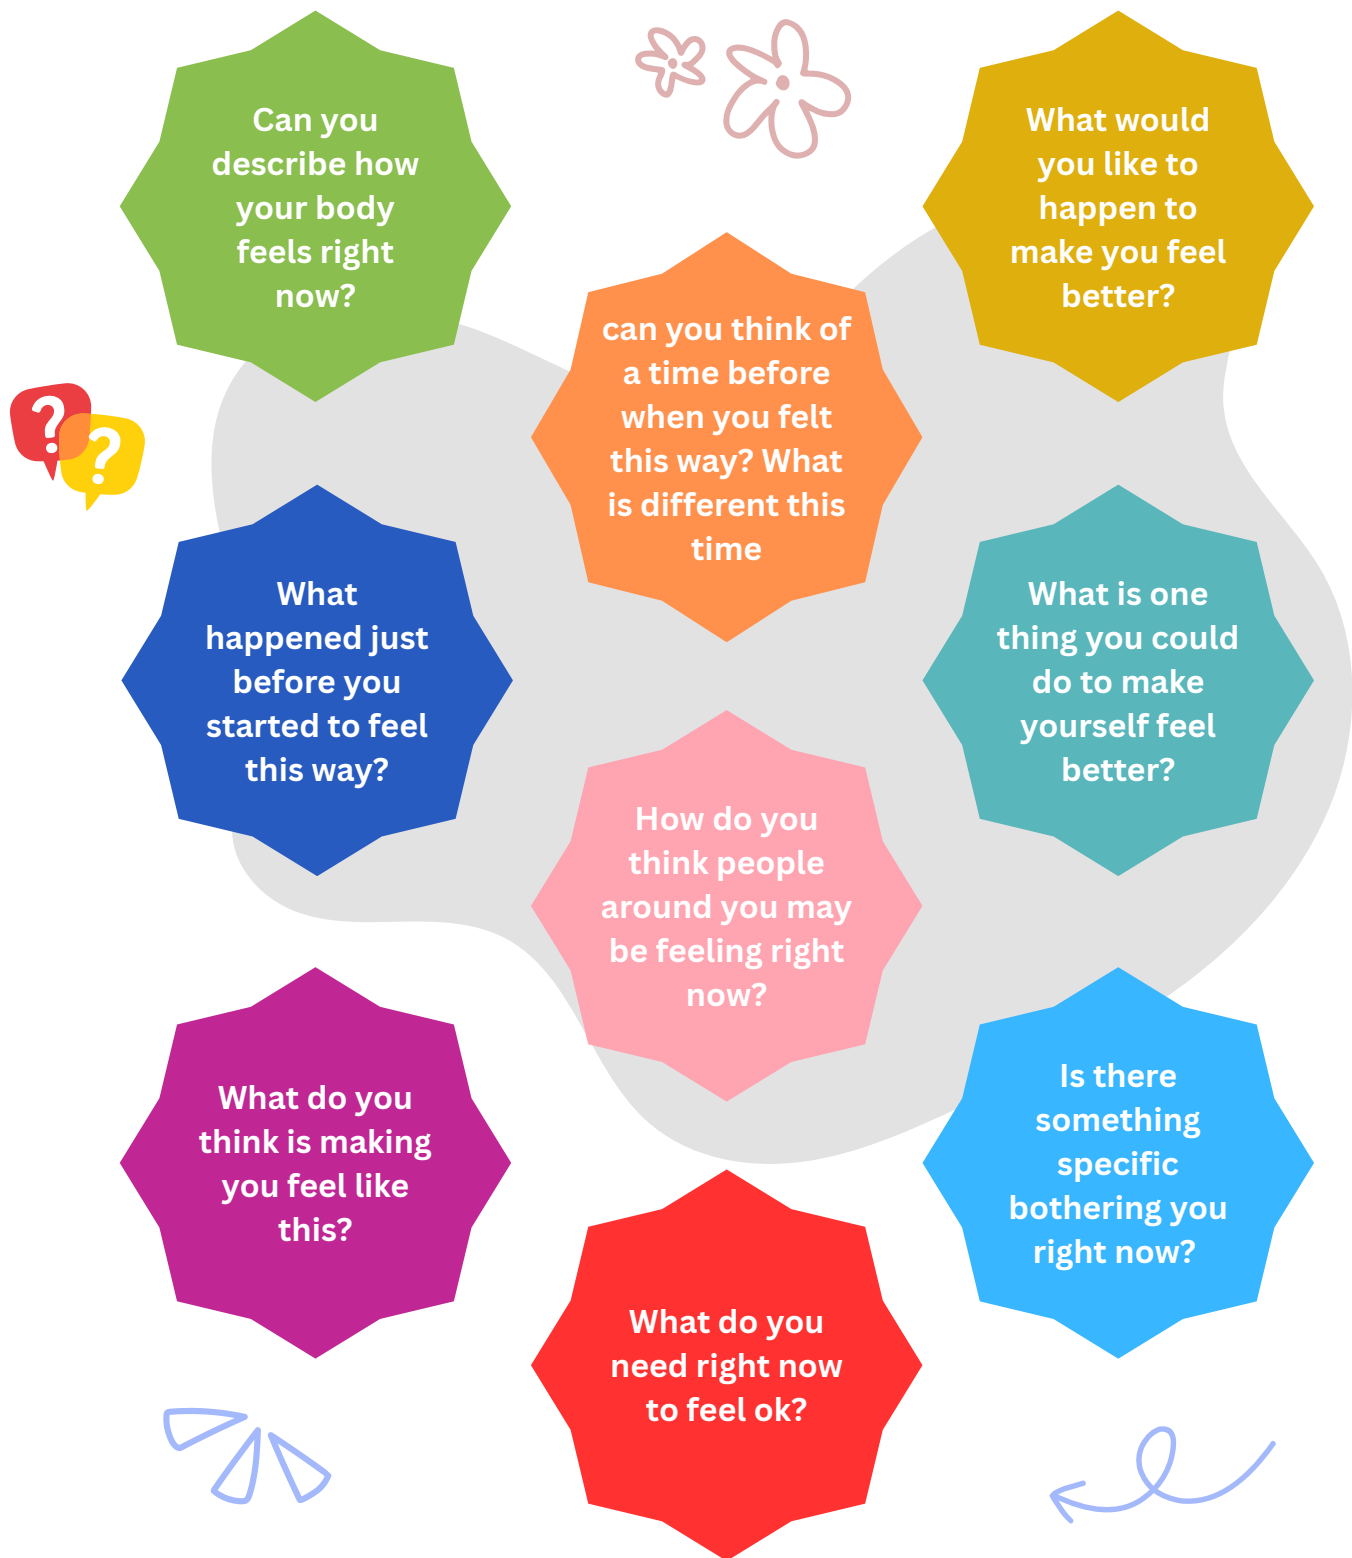 Can you
describe how
your body
feels right
now?
What would
you like to
happen to
make you feel
better?
can you think of
a time before
when you felt
this way? What
is different this
time
? ?
What
happened just
before you
started to feel
this way?
What is one
thing you could
do to make
yourself feel
better?
How do you
think people
around you may
be feeling right
now?
What do you
think is making
you feel like
this?
Is there
something
specific
bothering you
right now?
What do you
need right now
to feel ok?